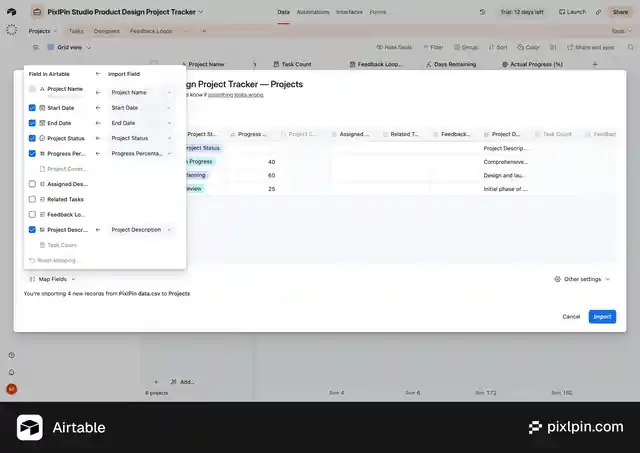 PixlPin Studio Product Design Project Tracker
Data
Automations
Interfaces
Forms
Trial: 12 days left
Launch
Share
Projects
Tasks
Designers
Feedback Loops
Tools
Grid view
Hide fields
Filter
Group
Sort
Color
Share and sync
Project Name
Task Count
Feedback Loop...
Days Remaining
Actual Progress (%)
Field in Airtable
Import Field
Project Name
Project Name
Start Date
Start Date
End Date
End Date
Project Status
Project Status
Progress Per...
Progress Percenta...
Project Cover...
Assigned Des...
Related Tasks
Feedback Lo...
Project Descr...
Project Description
Task Count
Reset Mapping
Project Tracker — Projects
something looks wrong.
Project St...
Progress ...
Project C...
Assigned ...
Related T...
Feedback...
Project D...
Task Count
Feedback
Project Status
Project Descrip...
Progress
40
Comprehensive...
60
Design and lau...
25
Initial phase of ...
Map Fields
Other settings
You're importing 4 new records from PixlPin data.csv to Projects
Cancel
Import
Add...
6 projects
Sum 4
Sum 6
Sum 172
Airtable
pixlpin.com